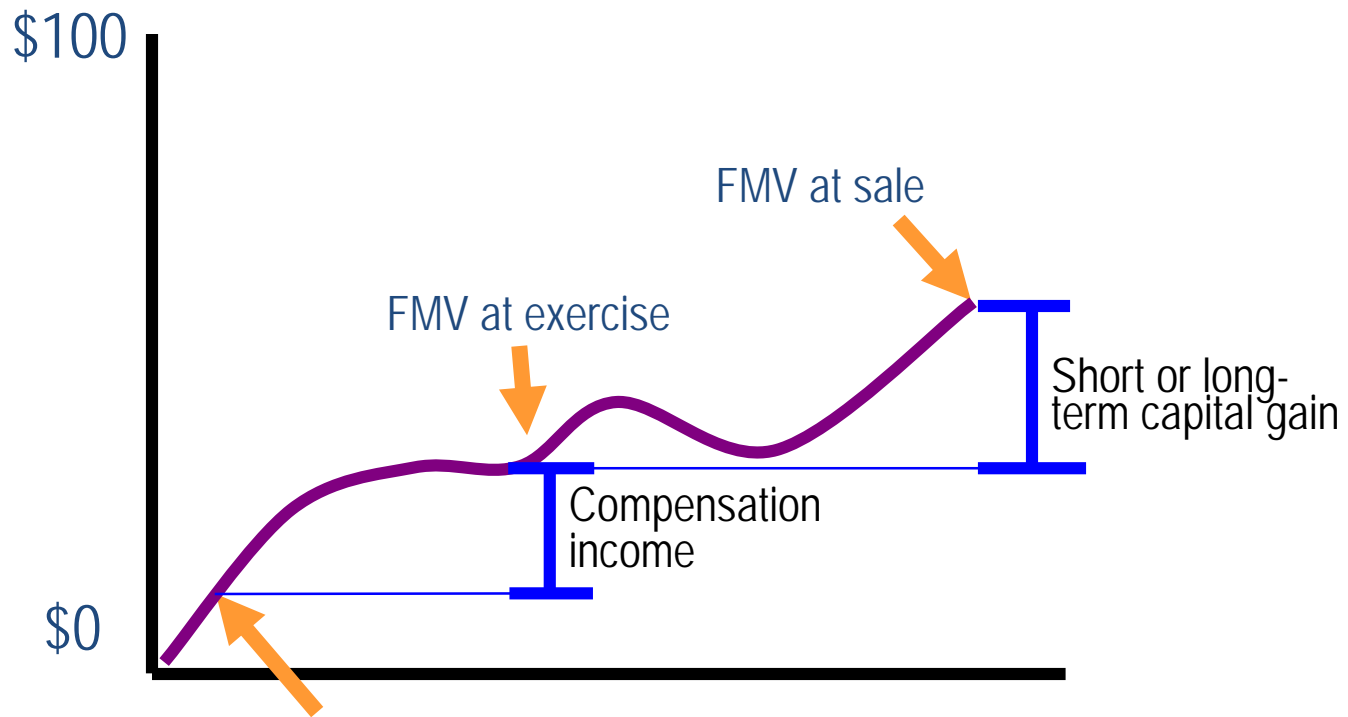 $100
FMV at sale
FMV at exercise
Short or long-
term capital gain
Compensation
income
$0